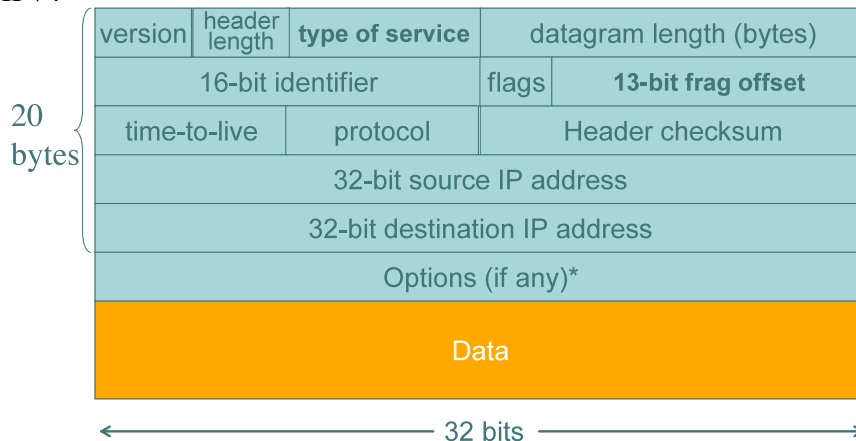 version header length type of service datagram length (bytes)
16-bit identifier flags 13-bit frag offset
20 bytes
time-to-live protocol Header checksum
32-bit source IP address
32-bit destination IP address
Options (if any)*
Data
32 bits